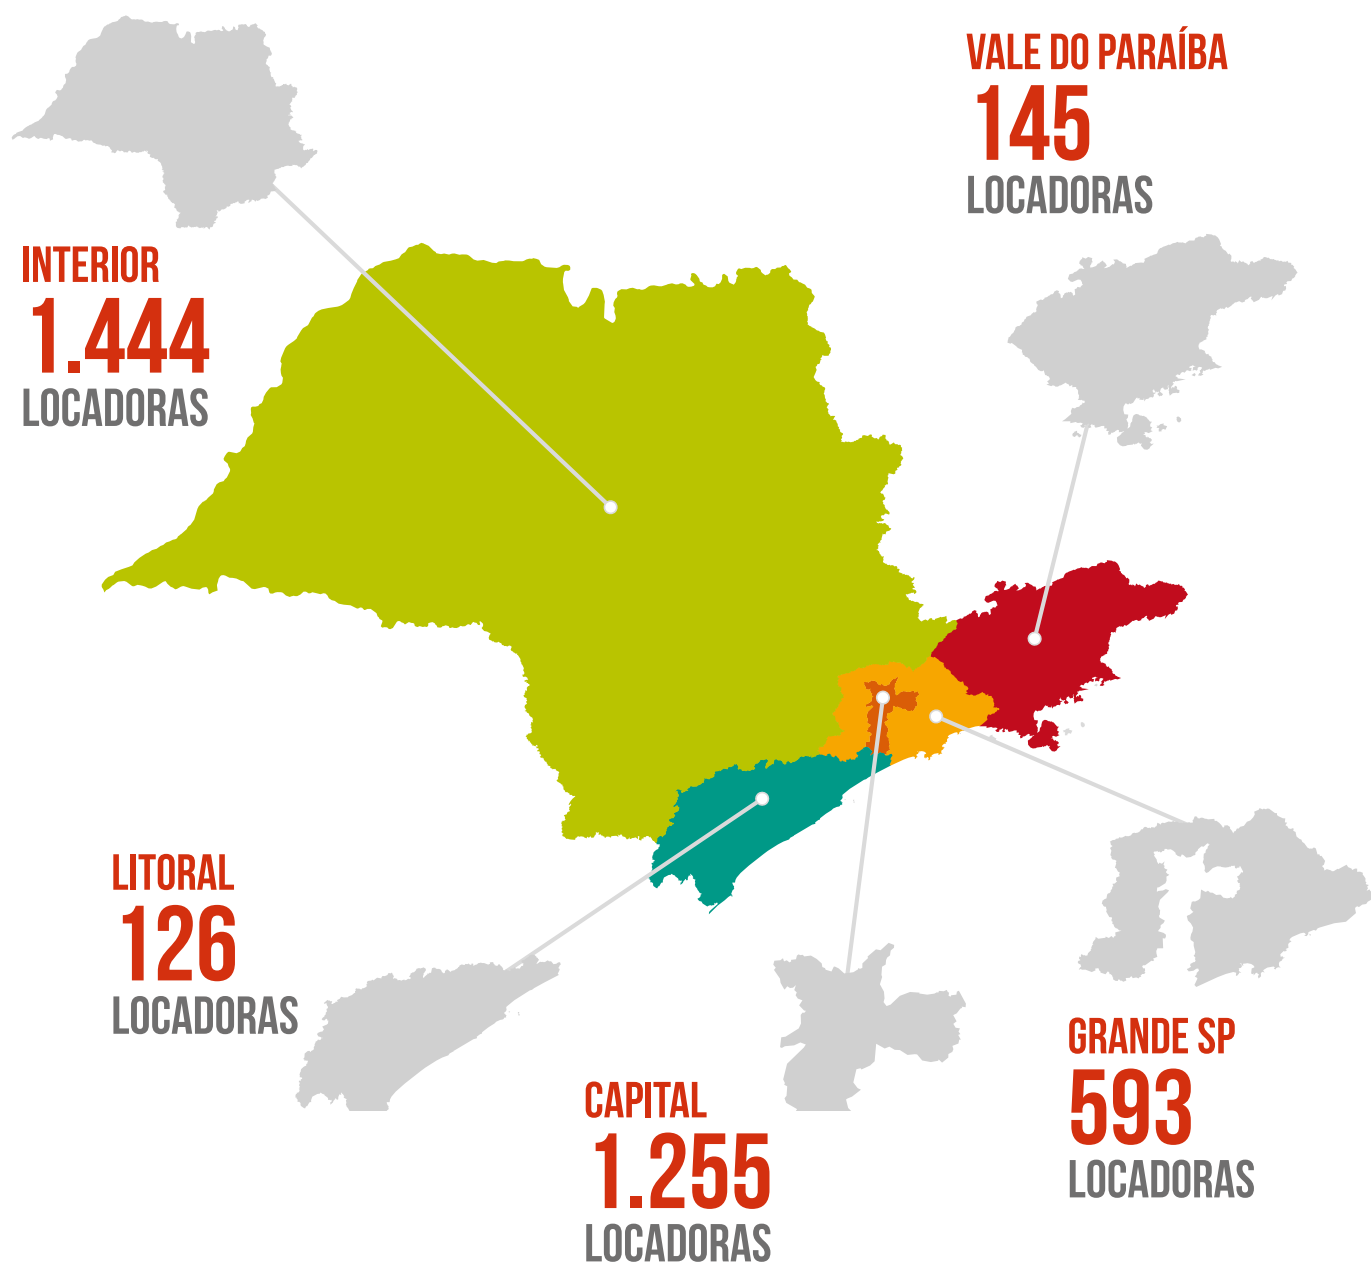 VALE DO PARAÍBA
145
LOCADORAS
INTERIOR
1.444
LOCADORAS
LITORAL
126
LOCADORAS
CAPITAL
1.255
LOCADORAS
GRANDE SP
593
LOCADORAS